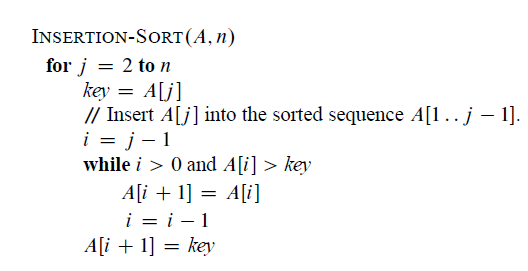 INSERTION-SORT(A, n)
for j = 2 to n
key = A[j]
// Insert A[j] into the sorted sequence A[1 . . j − 1].
i = j − 1
while i > 0 and A[i] > key
A[i + 1] = A[i]
i = i − 1
A[i + 1] = key